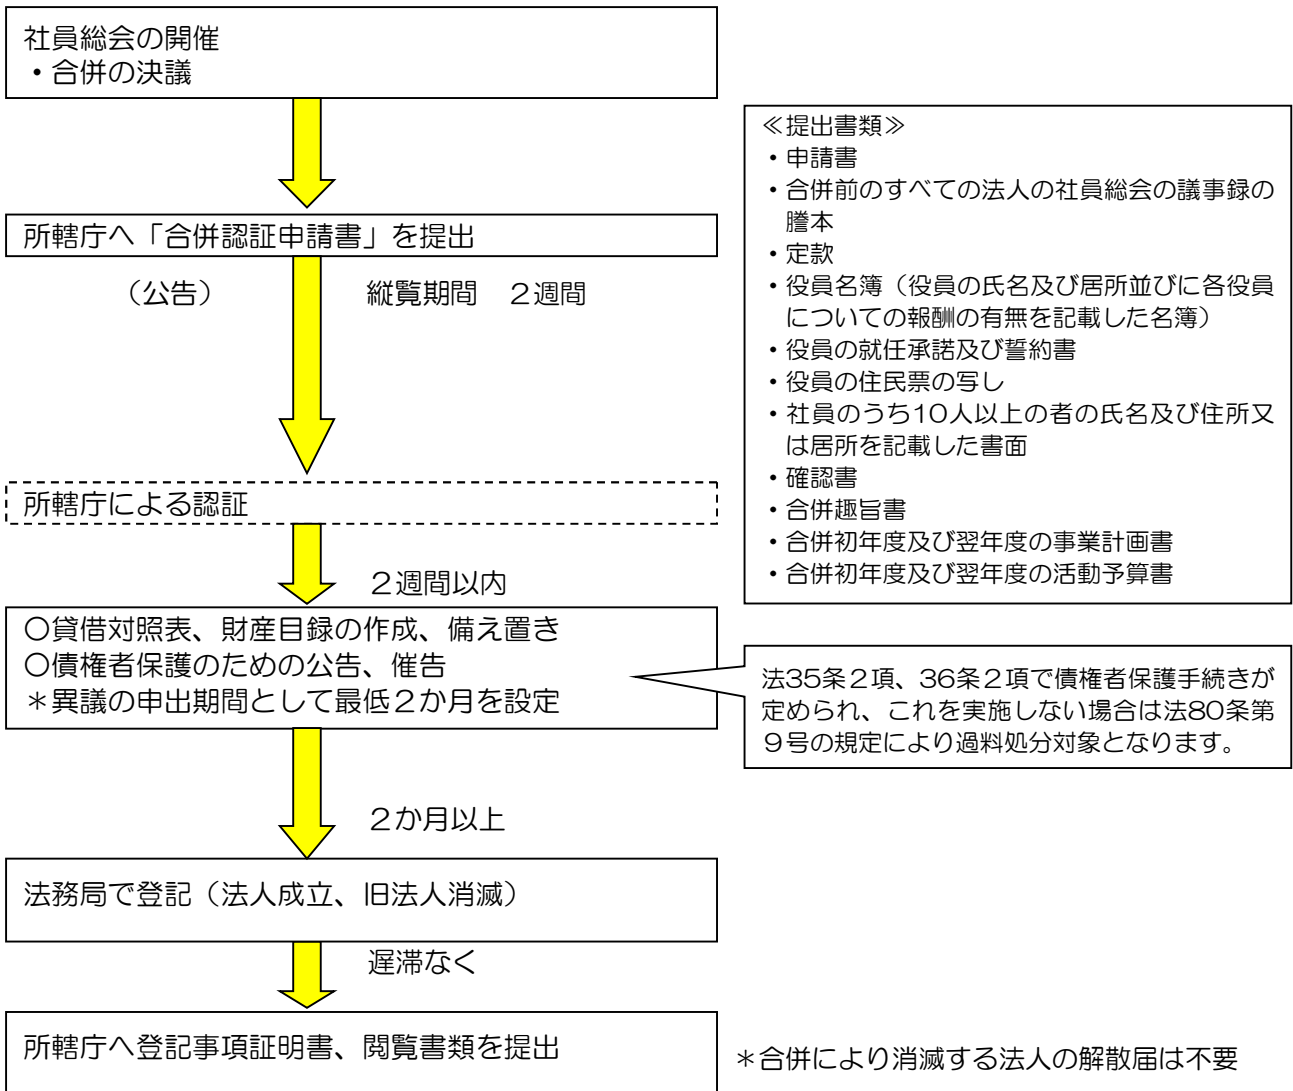 社員総会の開催
・合併の決議
所轄庁へ「合併認証申請書」を提出
（公告）
縦覧期間　２週間
所轄庁による認証
２週間以内
〇貸借対照表、財産目録の作成、備え置き
〇債権者保護のための公告、催告
＊異議の申出期間として最低２か月を設定
２か月以上
法務局で登記（法人成立、旧法人消滅）
遅滞なく
所轄庁へ登記事項証明書、閲覧書類を提出
≪提出書類≫
・申請書
・合併前のすべての法人の社員総会の議事録の
謄本
・定款
・役員名簿（役員の氏名及び居所並びに各役員
についての報酬の有無を記載した名簿）
・役員の就任承諾及び誓約書
・役員の住民票の写し
・社員のうち10人以上の者の氏名及び住所又
は居所を記載した書面
・確認書
・合併趣旨書
・合併初年度及び翌年度の事業計画書
・合併初年度及び翌年度の活動予算書
法35条２項、36条２項で債権者保護手続きが
定められ、これを実施しない場合は法80条第
９号の規定により過料処分対象となります。
＊合併により消滅する法人の解散届は不要